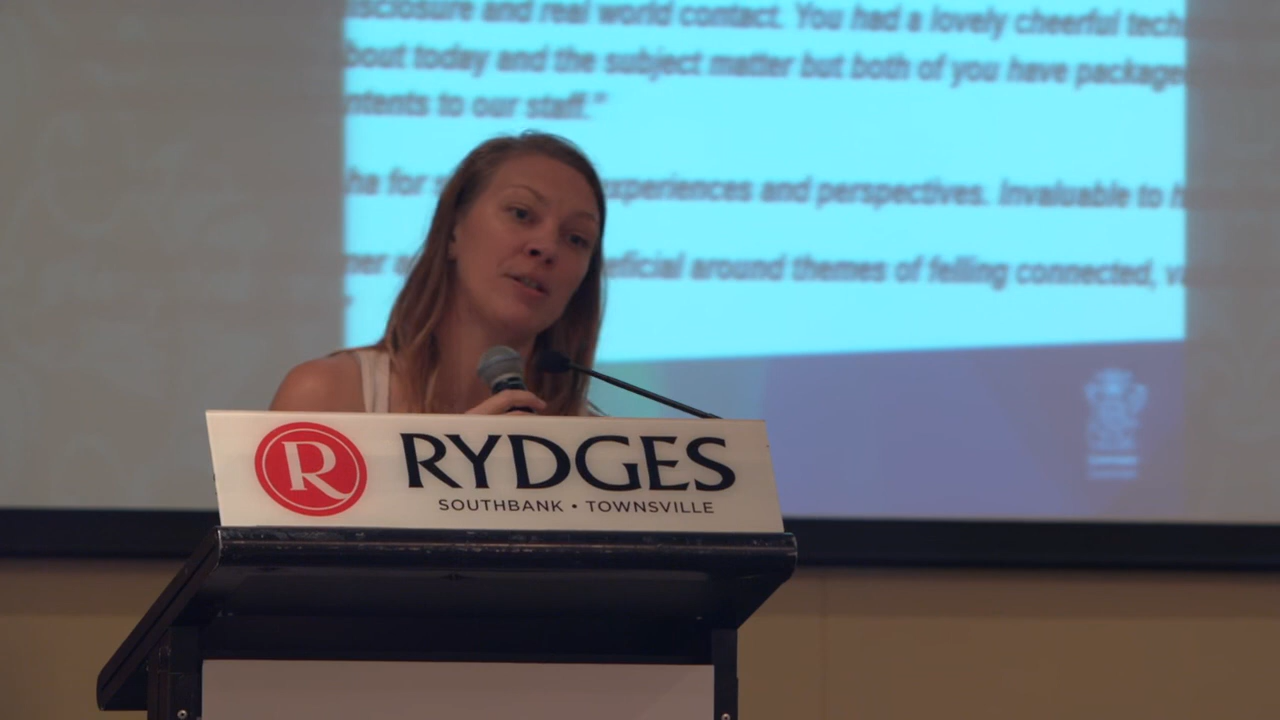 isclosure and real world contact. You had a lovely cheerful tech
bout today and the subject matter but both of you have package
ntents to our staff."
for experiences and perspectives. Invaluable to
eficial around themes of felling connected,
R
RYDGES
SOUTHBANK • TOWNSVILLE